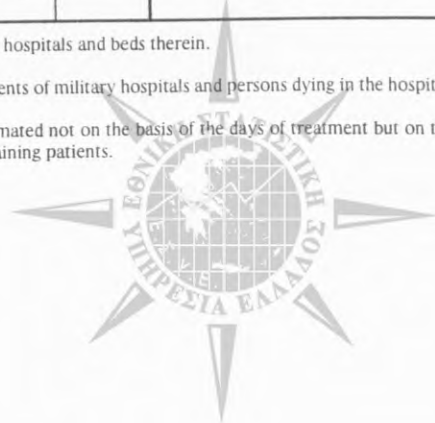 hospitals and beds therein.
ents of military hospitals and persons dying in the hospit
mated not on the basis of the days of treatment but on t
ining patients.
ΕΘΝΙΚΗ ΣΤΑΤΙΣΤΙΚΗ
ΥΠΗΡΕΣΙΑ ΕΛΛΑΔΟΣ
Ε Σ Υ Ε